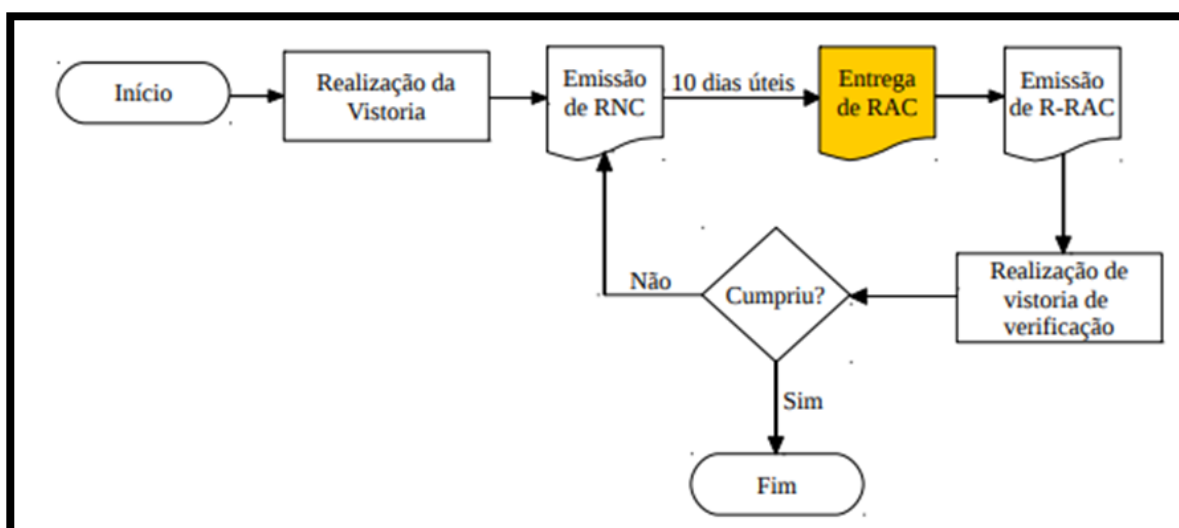 Início
Realização da
Vistoria
Emissão
de RNC
10 dias úteis
Entrega
de RAC
Emissão
de R-RAC
Realização de
vistoria de
verificação
Cumpriu?
Não
Sim
Fim